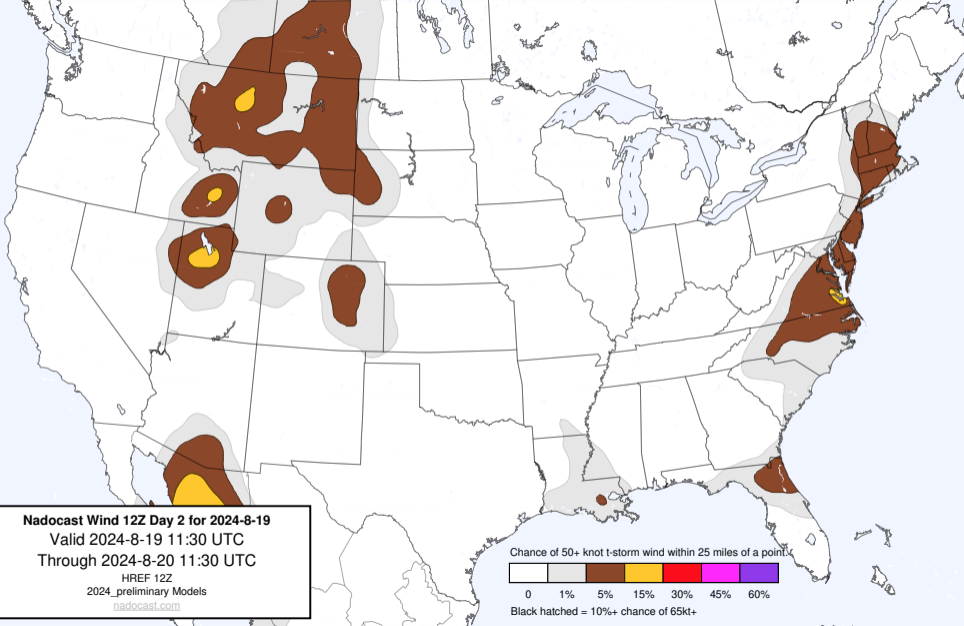 Nadocast Wind 12Z Day 2 for 2024-8-19
Valid 2024-8-19 11:30 UTC
Through 2024-8-20 11:30 UTC
HREF 12Z
2024_preliminary Models
nadocast.com
Chance of 50+ knot t-storm wind within 25 miles of a point.
0 1% 5% 15% 30% 45% 60%
Black hatched = 10%+ chance of 65kt+